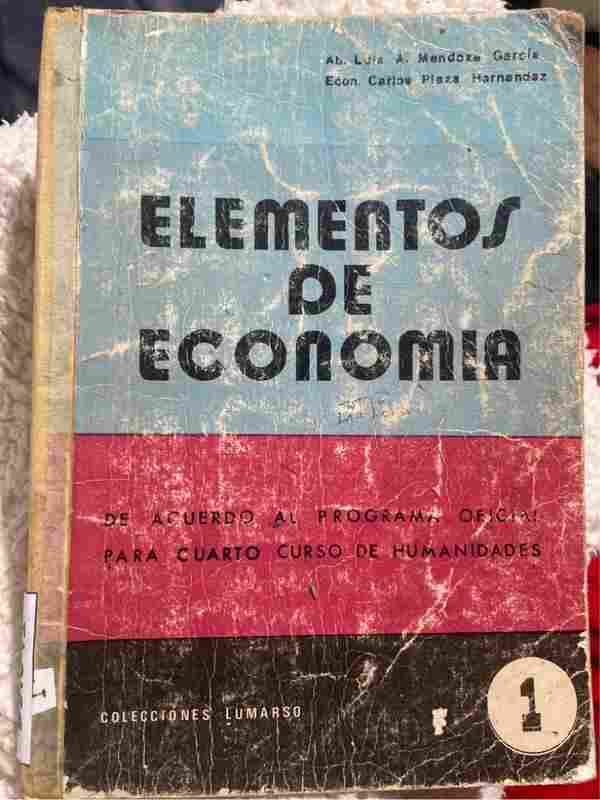 Ab. Luis A. Mendoza García
Econ. Carlos Plaza Harnandez
ELEMENTOS
DE
ECONOMIA
DE ACUERDO AL PROGRAMA OFICIAL
PARA CUARTO CURSO DE HUMANIDADES
COLECCIONES LUMARSO
1